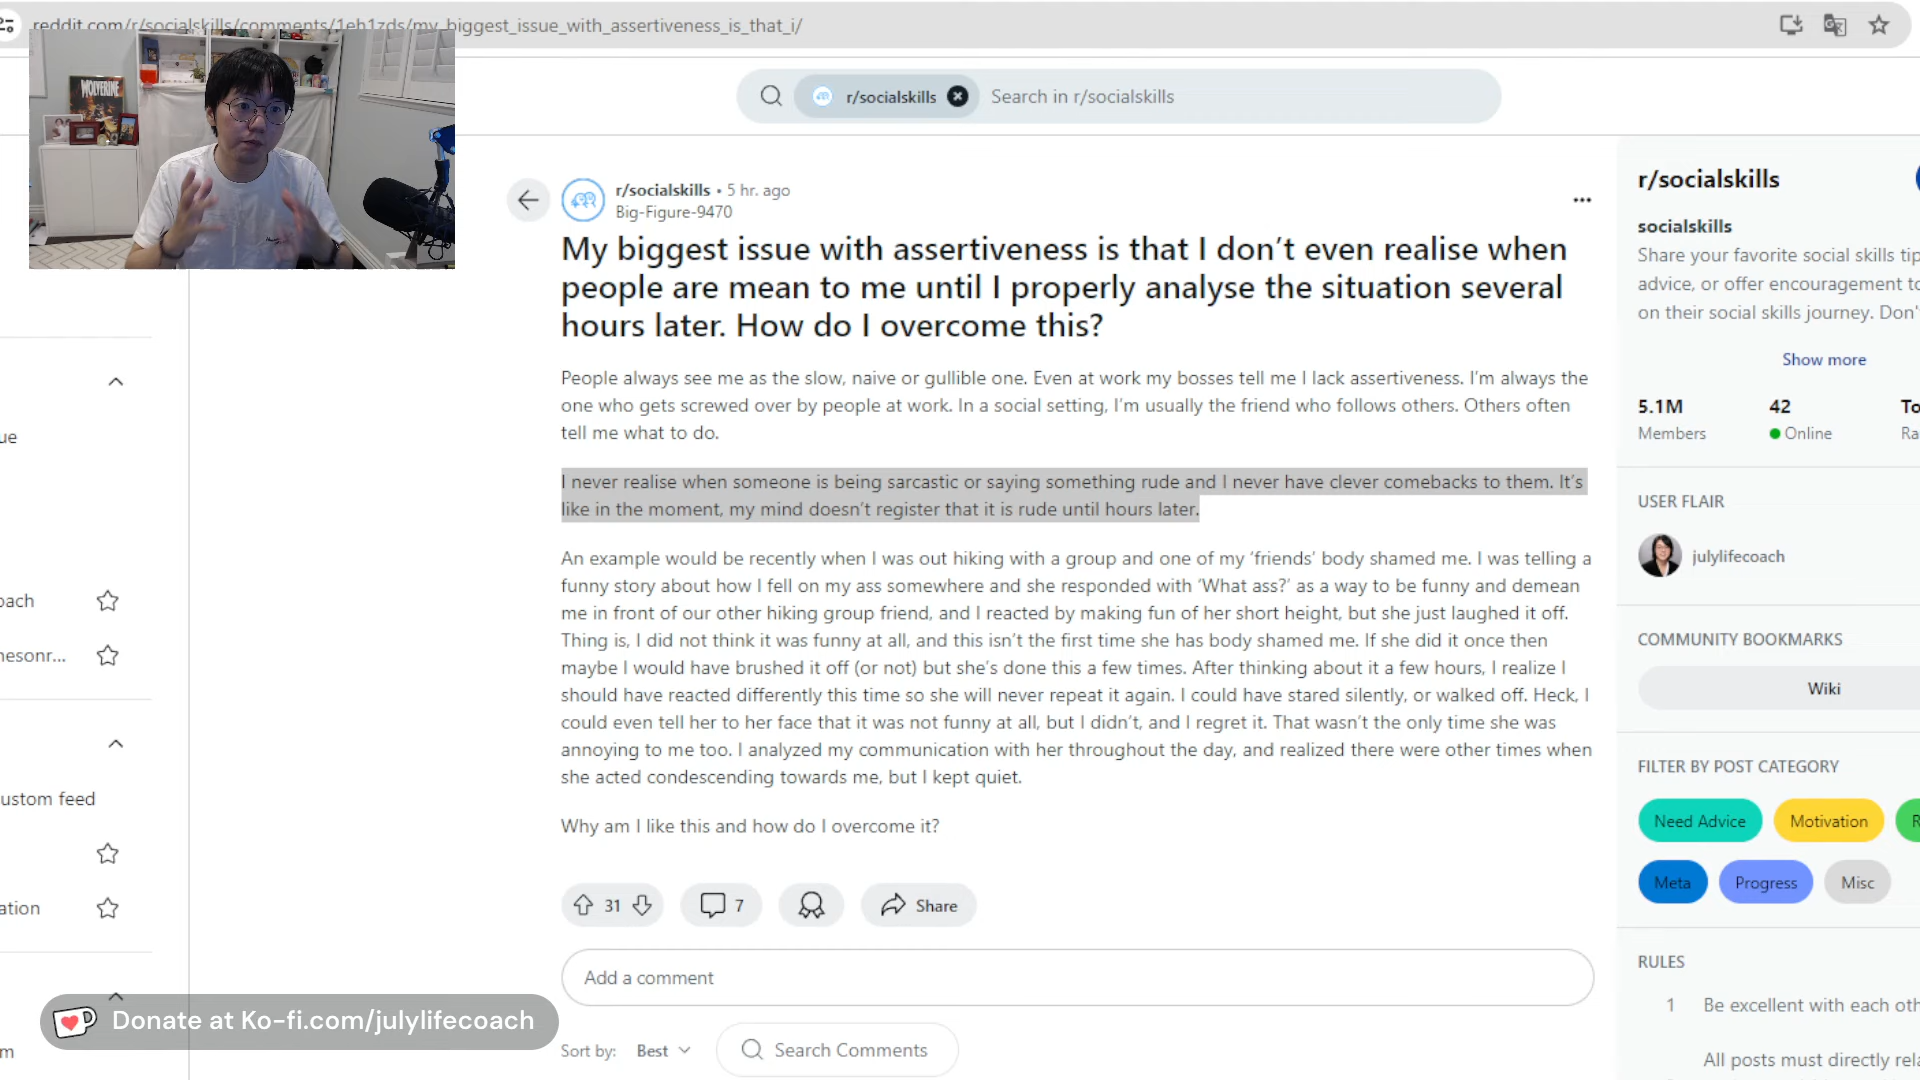 reddit.com/r/socialskills/comments/1eh1zds/my_biggest_issue_with_assertiveness_is_that_i/
WOLVERINE
r/socialskills
Search in r/socialskills
r/socialskills • 5 hr. ago
Big-Figure-9470
My biggest issue with assertiveness is that I don’t even realise when
people are mean to me until I properly analyse the situation several
hours later. How do I overcome this?
People always see me as the slow, naive or gullible one. Even at work my bosses tell me I lack assertiveness. I’m always the
one who gets screwed over by people at work. In a social setting, I’m usually the friend who follows others. Others often
tell me what to do.
I never realise when someone is being sarcastic or saying something rude and I never have clever comebacks to them. It’s
like in the moment, my mind doesn’t register that it is rude until hours later.
An example would be recently when I was out hiking with a group and one of my ‘friends’ body shamed me. I was telling a
funny story about how I fell on my ass somewhere and she responded with ‘What ass?’ as a way to be funny and demean
me in front of our other hiking group friend, and I reacted by making fun of her short height, but she just laughed it off.
Thing is, I did not think it was funny at all, and this isn’t the first time she has body shamed me. If she did it once then
maybe I would have brushed it off (or not) but she’s done this a few times. After thinking about it a few hours, I realize I
should have reacted differently this time so she will never repeat it again. I could have stared silently, or walked off. Heck, I
could even tell her to her face that it was not funny at all, but I didn’t, and I regret it. That wasn’t the only time she was
annoying to me too. I analyzed my communication with her throughout the day, and realized there were other times when
she acted condescending towards me, but I kept quiet.
Why am I like this and how do I overcome it?
31
7
Share
Add a comment
Sort by: Best
Search Comments
ue
oach
nesonr...
ustom feed
ation
m
Donate at Ko-fi.com/julylifecoach
r/socialskills
socialskills
Share your favorite social skills tip
advice, or offer encouragement to
on their social skills journey. Don'
Show more
5.1M
42
To
Members
Online
Ra
USER FLAIR
julylifecoach
COMMUNITY BOOKMARKS
Wiki
FILTER BY POST CATEGORY
Need Advice
Motivation
R
Meta
Progress
Misc
RULES
1 Be excellent with each oth
All posts must directly rela